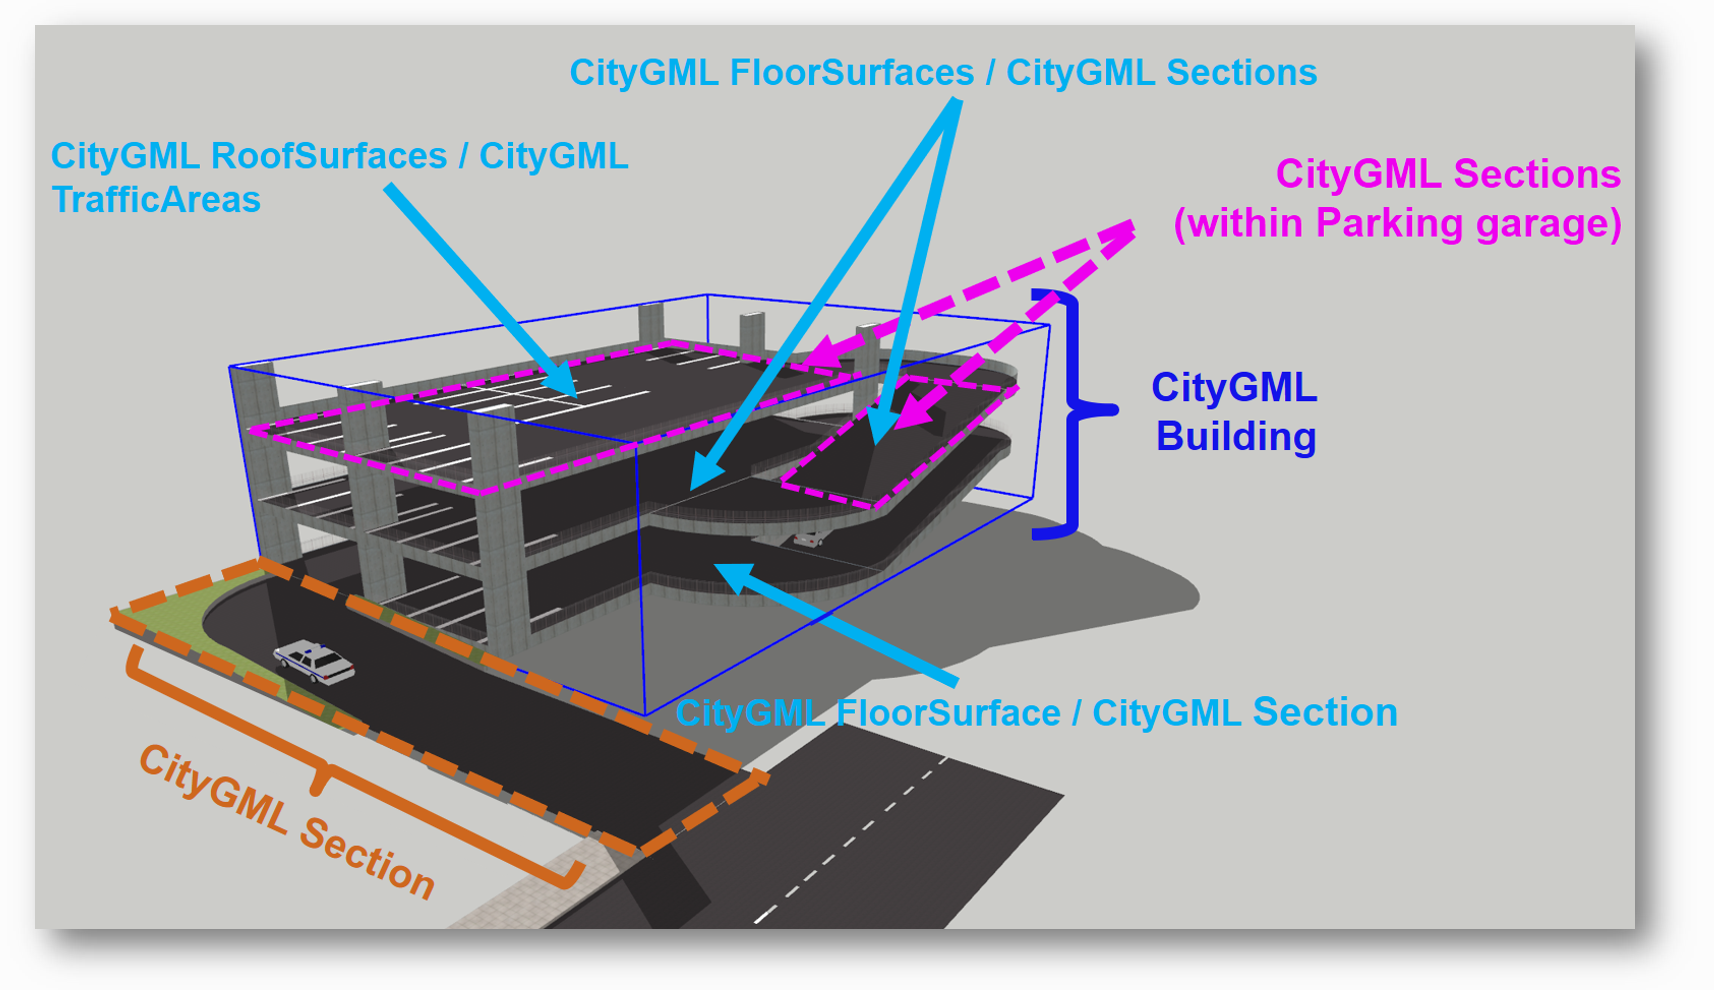 CityGML FloorSurfaces / CityGML Sections
CityGML RoofSurfaces / CityGML
TrafficAreas
CityGML Sections
(within Parking garage)
CityGML
Building
CityGML FloorSurface / CityGML Section
CityGML Section